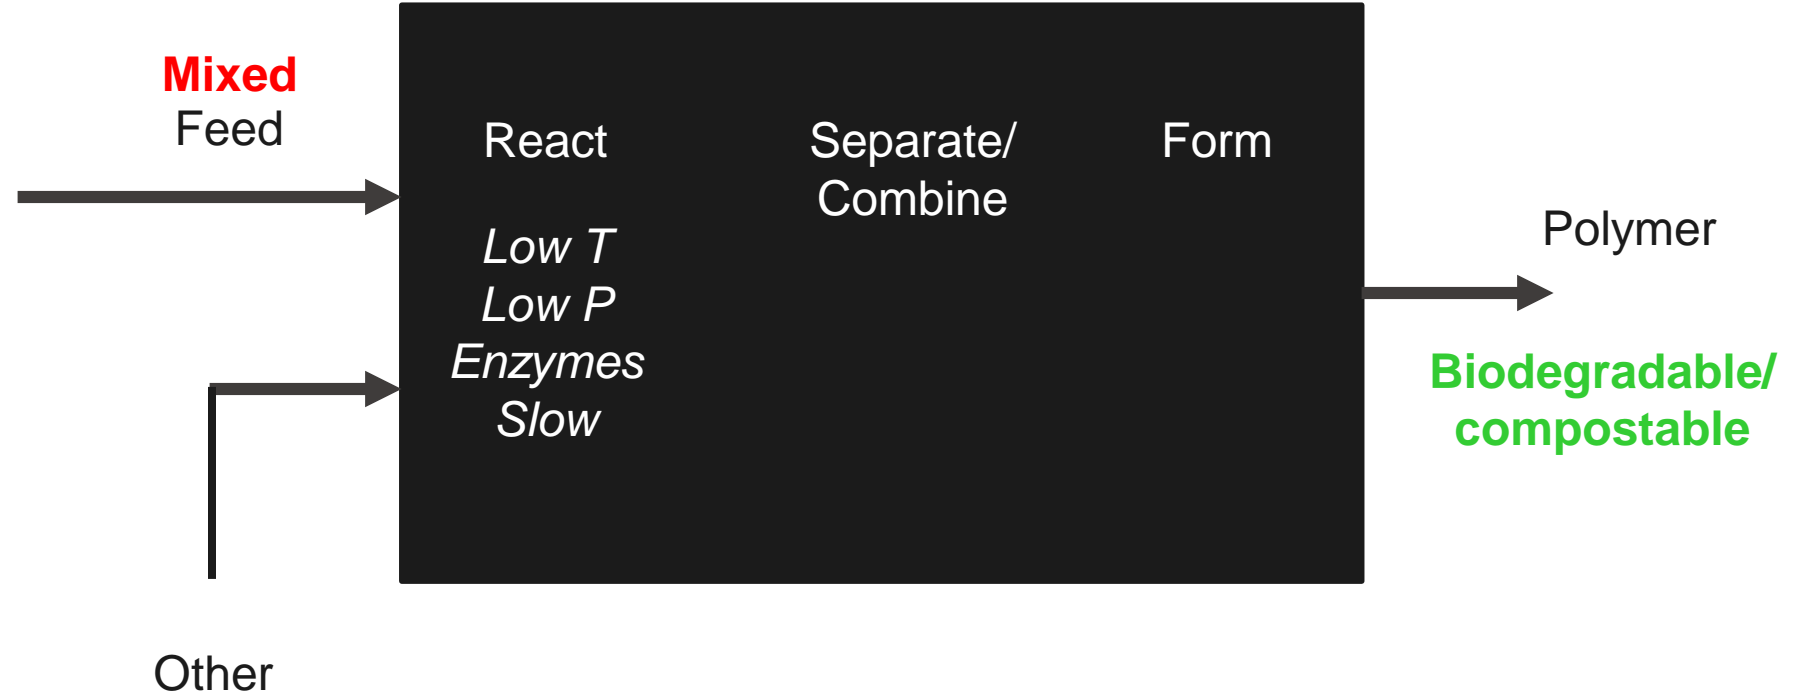 Mixed
Feed
React
Low T
Low P
Enzymes
Slow
Separate/
Combine
Form
Polymer
Biodegradable/
compostable
Other